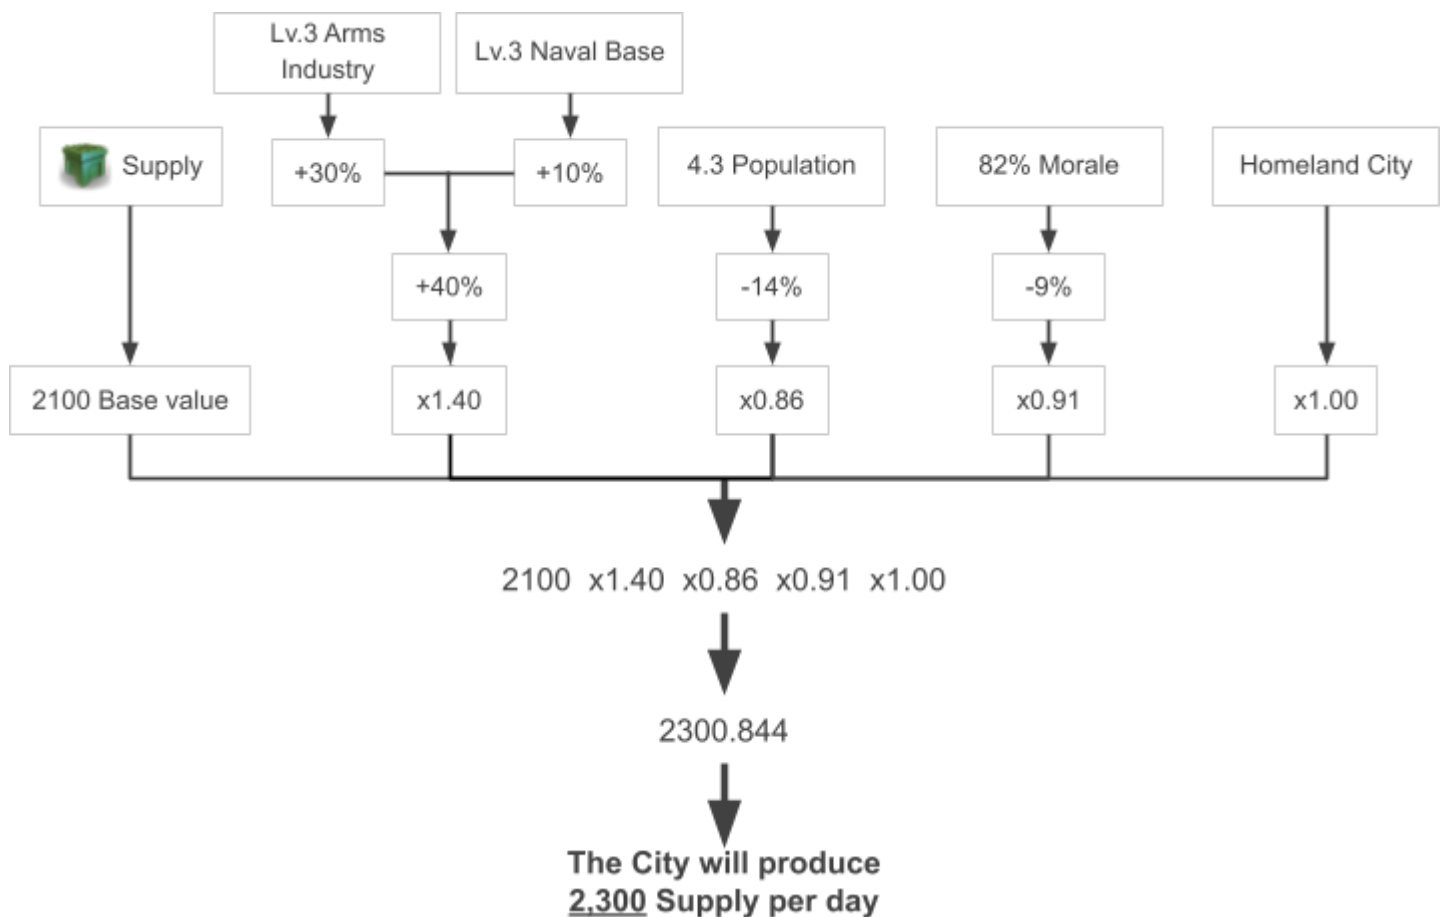 Lv.3 Arms
Industry
Lv.3 Naval Base
Supply
+30%
+10%
4.3 Population
82% Morale
Homeland City
+40%
-14%
-9%
2100 Base value
x1.40
x0.86
x0.91
x1.00
2100 x1.40 x0.86 x0.91 x1.00
2300.844
The City will produce
2,300 Supply per day